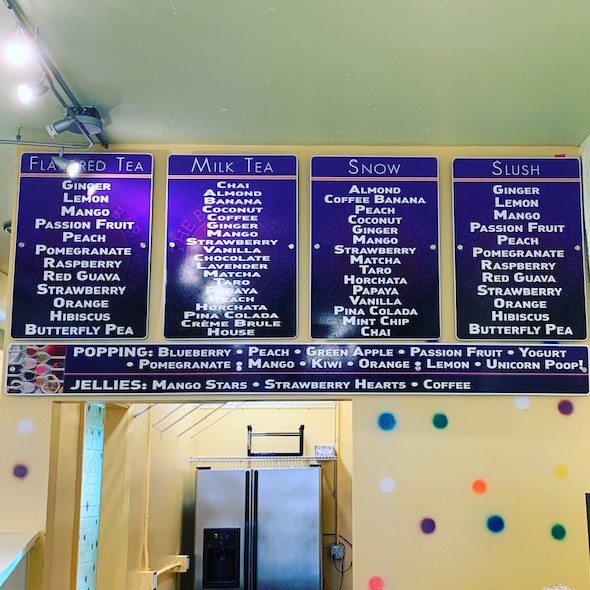 FLAVORED TEA
GINGER
LEMON
MANGO
PASSION FRUIT
PEACH
POMEGRANATE
RASPBERRY
RED GUAVA
STRAWBERRY
ORANGE
HIBISCUS
BUTTERFLY PEA
MILK TEA
CHAI
ALMOND
BANANA
COCONUT
COFFEE
GINGER
MANGO
STRAWBERRY
VANILLA
CHOCOLATE
LAVENDER
MATCHA
TARO
PAPAYA
PEACH
HORCHATA
PINA COLADA
CRÈME BRULE
HOUSE
SNOW
ALMOND
COFFEE BANANA
PEACH
COCONUT
GINGER
MANGO
STRAWBERRY
MATCHA
TARO
HORCHATA
PAPAYA
VANILLA
PINA COLADA
MINT CHIP
CHAI
SLUSH
GINGER
LEMON
MANGO
PASSION FRUIT
PEACH
POMEGRANATE
RASPBERRY
RED GUAVA
STRAWBERRY
ORANGE
HIBISCUS
BUTTERFLY PEA
POPPING: BLUEBERRY • PEACH • GREEN APPLE • PASSION FRUIT • YOGURT
• POMEGRANATE • MANGO • KIWI • ORANGE • LEMON • UNICORN POOP!
JELLIES: MANGO STARS • STRAWBERRY HEARTS • COFFEE